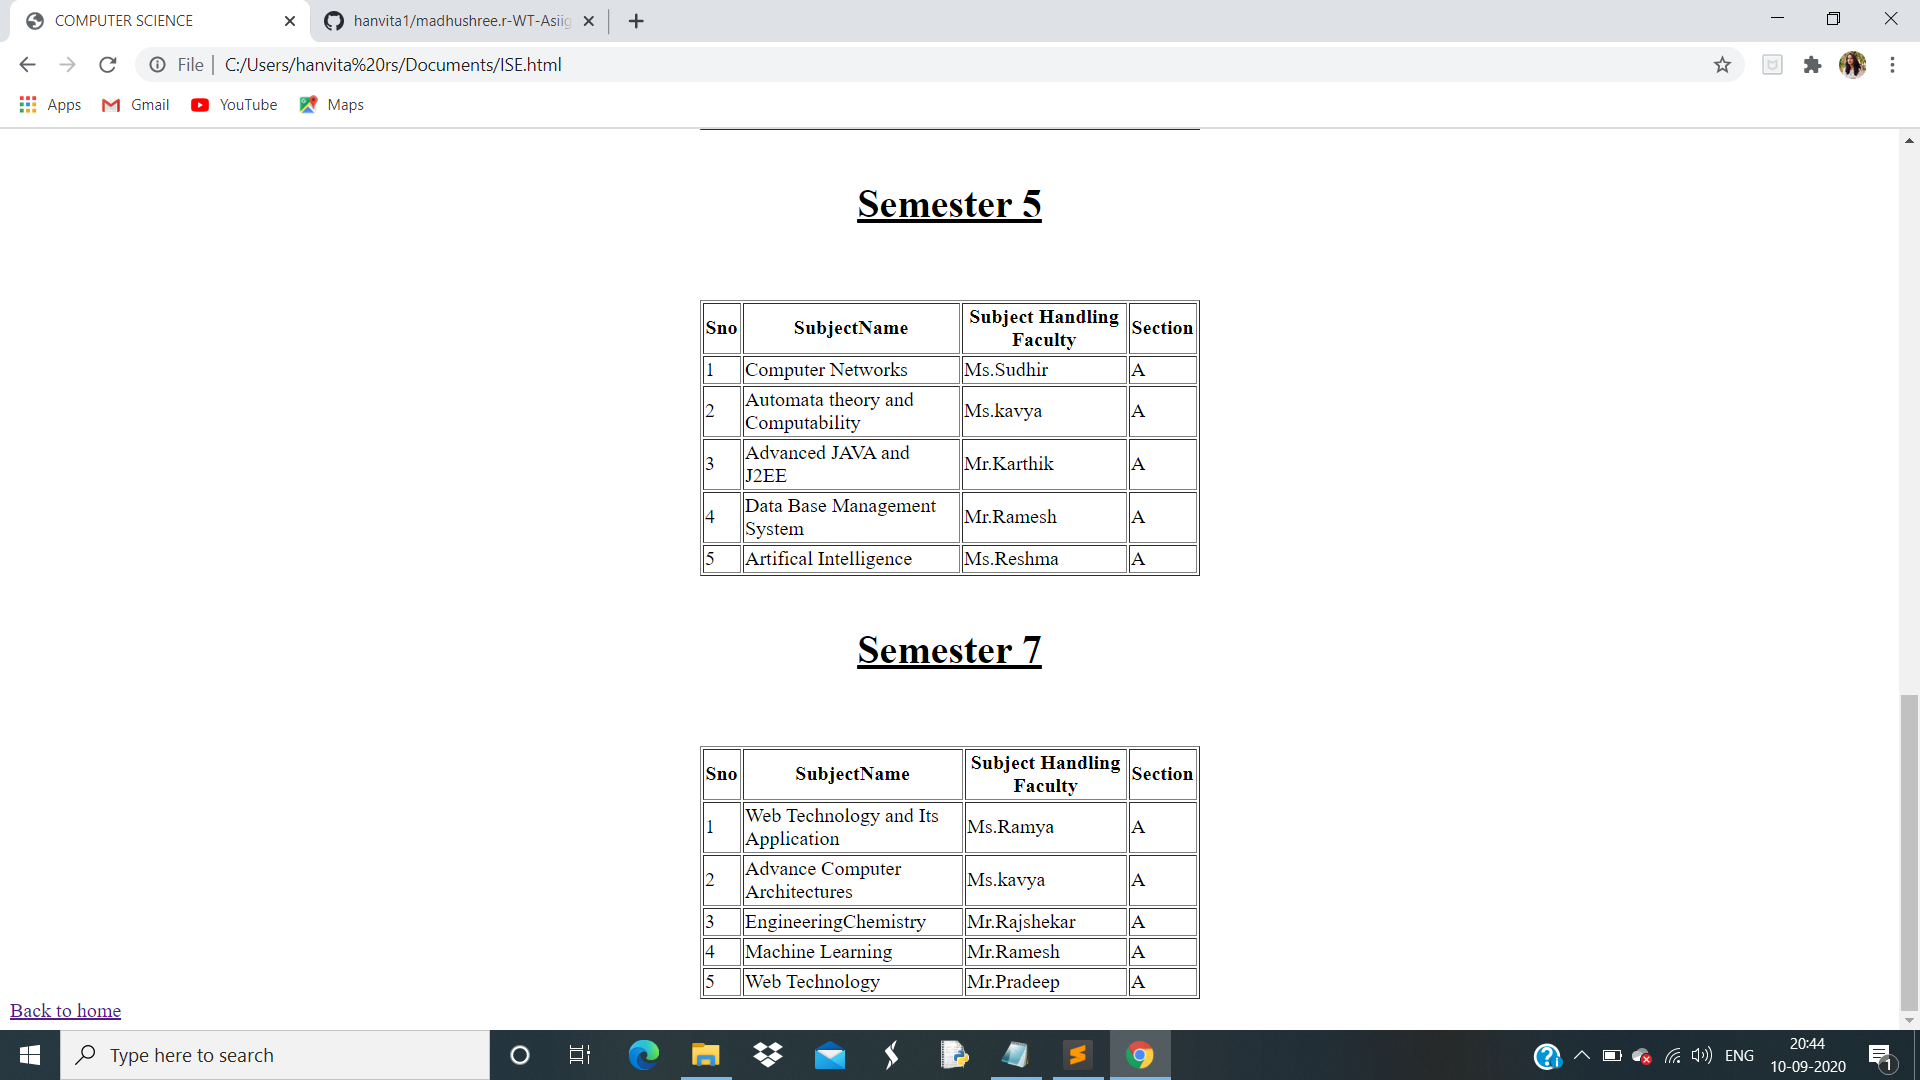 COMPUTER SCIENCE
hanvita1/madhushree.r-WT-Asiig
File
C:/Users/hanvita%20rs/Documents/ISE.html
Apps
Gmail
YouTube
Maps
Semester 5
Sno SubjectName Subject Handling Faculty Section
1 Computer Networks Ms.Sudhir A
2 Automata theory and Computability Ms.kavya A
3 Advanced JAVA and J2EE Mr.Karthik A
4 Data Base Management System Mr.Ramesh A
5 Artifical Intelligence Ms.Reshma A
Semester 7
Sno SubjectName Subject Handling Faculty Section
1 Web Technology and Its Application Ms.Ramya A
2 Advance Computer Architectures Ms.kavya A
3 EngineeringChemistry Mr.Rajshekar A
4 Machine Learning Mr.Ramesh A
5 Web Technology Mr.Pradeep A
Back to home
Type here to search
ENG
20:44
10-09-2020
1